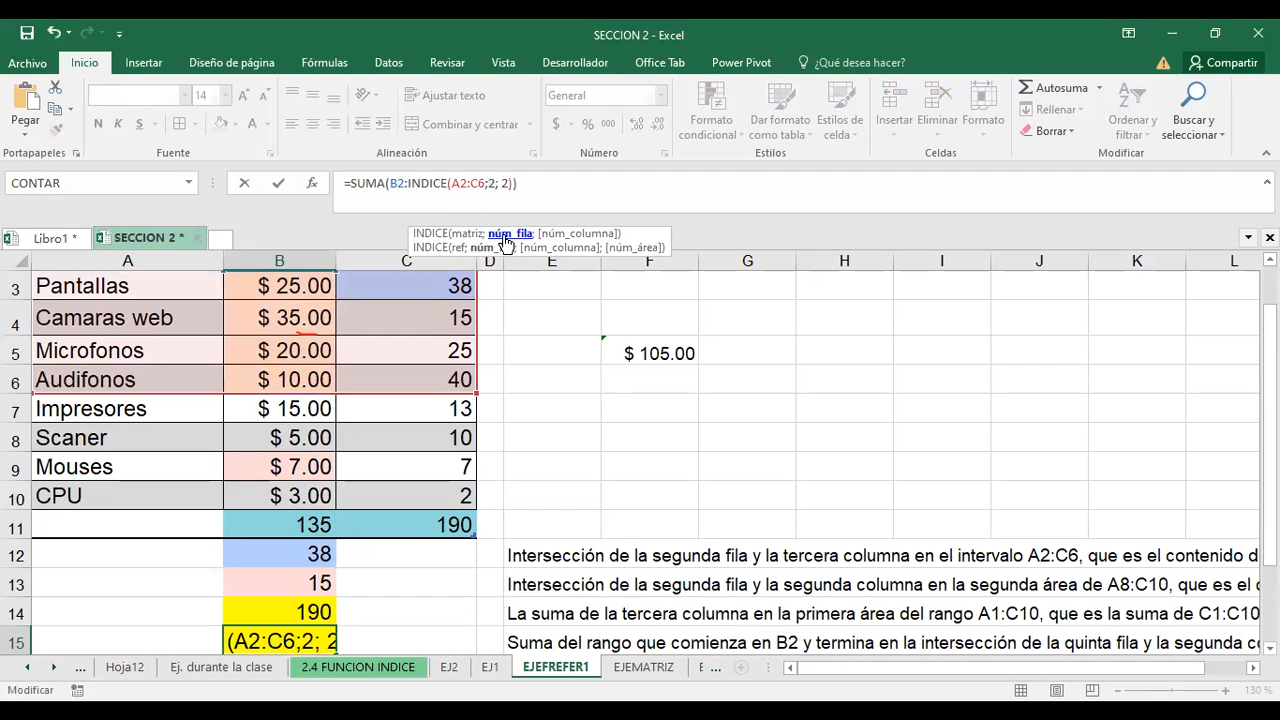 SECCION 2 - Excel
Archivo Inicio Insertar Diseño de página Fórmulas Datos Revisar Vista Desarrollador Office Tab Power Pivot ¿Qué desea hacer? Compartir
Pegar
14
N K S
Ajustar texto
Combinar y centrar
General
$ % 000
Formato condicional
Dar formato como tabla
Estilos de celda
Insertar Eliminar Formato
Autosuma
Rellenar
Borrar
Ordenar y filtrar
Buscar y seleccionar
Portapapeles Fuente Alineación Número Estilos Celdas Modificar
CONTAR fx =SUMA(B2:INDICE(A2:C6;2; 2))
Libro1 * SECCION 2 *
INDICE(matriz; núm_fila; [núm_columna])
INDICE(ref; [núm_columna]; [núm_área])
A B C D E F G H I J K L
3 Pantallas $ 25.00 38
4 Camaras web $ 35.00 15
5 Microfonos $ 20.00 25 $ 105.00
6 Audifonos $ 10.00 40
7 Impresores $ 15.00 13
8 Scaner $ 5.00 10
9 Mouses $ 7.00 7
10 CPU $ 3.00 2
11 135 190
12 38 Intersección de la segunda fila y la tercera columna en el intervalo A2:C6, que es el contenido d
13 15 Intersección de la segunda fila y la segunda columna en la segunda área de A8:C10, que es el c
14 190 La suma de la tercera columna en la primera área del rango A1:C10, que es la suma de C1:C10
15 (A2:C6;2; 2 Suma del rango que comienza en B2 y termina en la intersección de la quinta fila y la segunda co
... Hoja12 Ej. durante la clase 2.4 FUNCION INDICE EJ2 EJ1 EJEFREFER1 EJEMATRIZ ...
Modificar 130 %